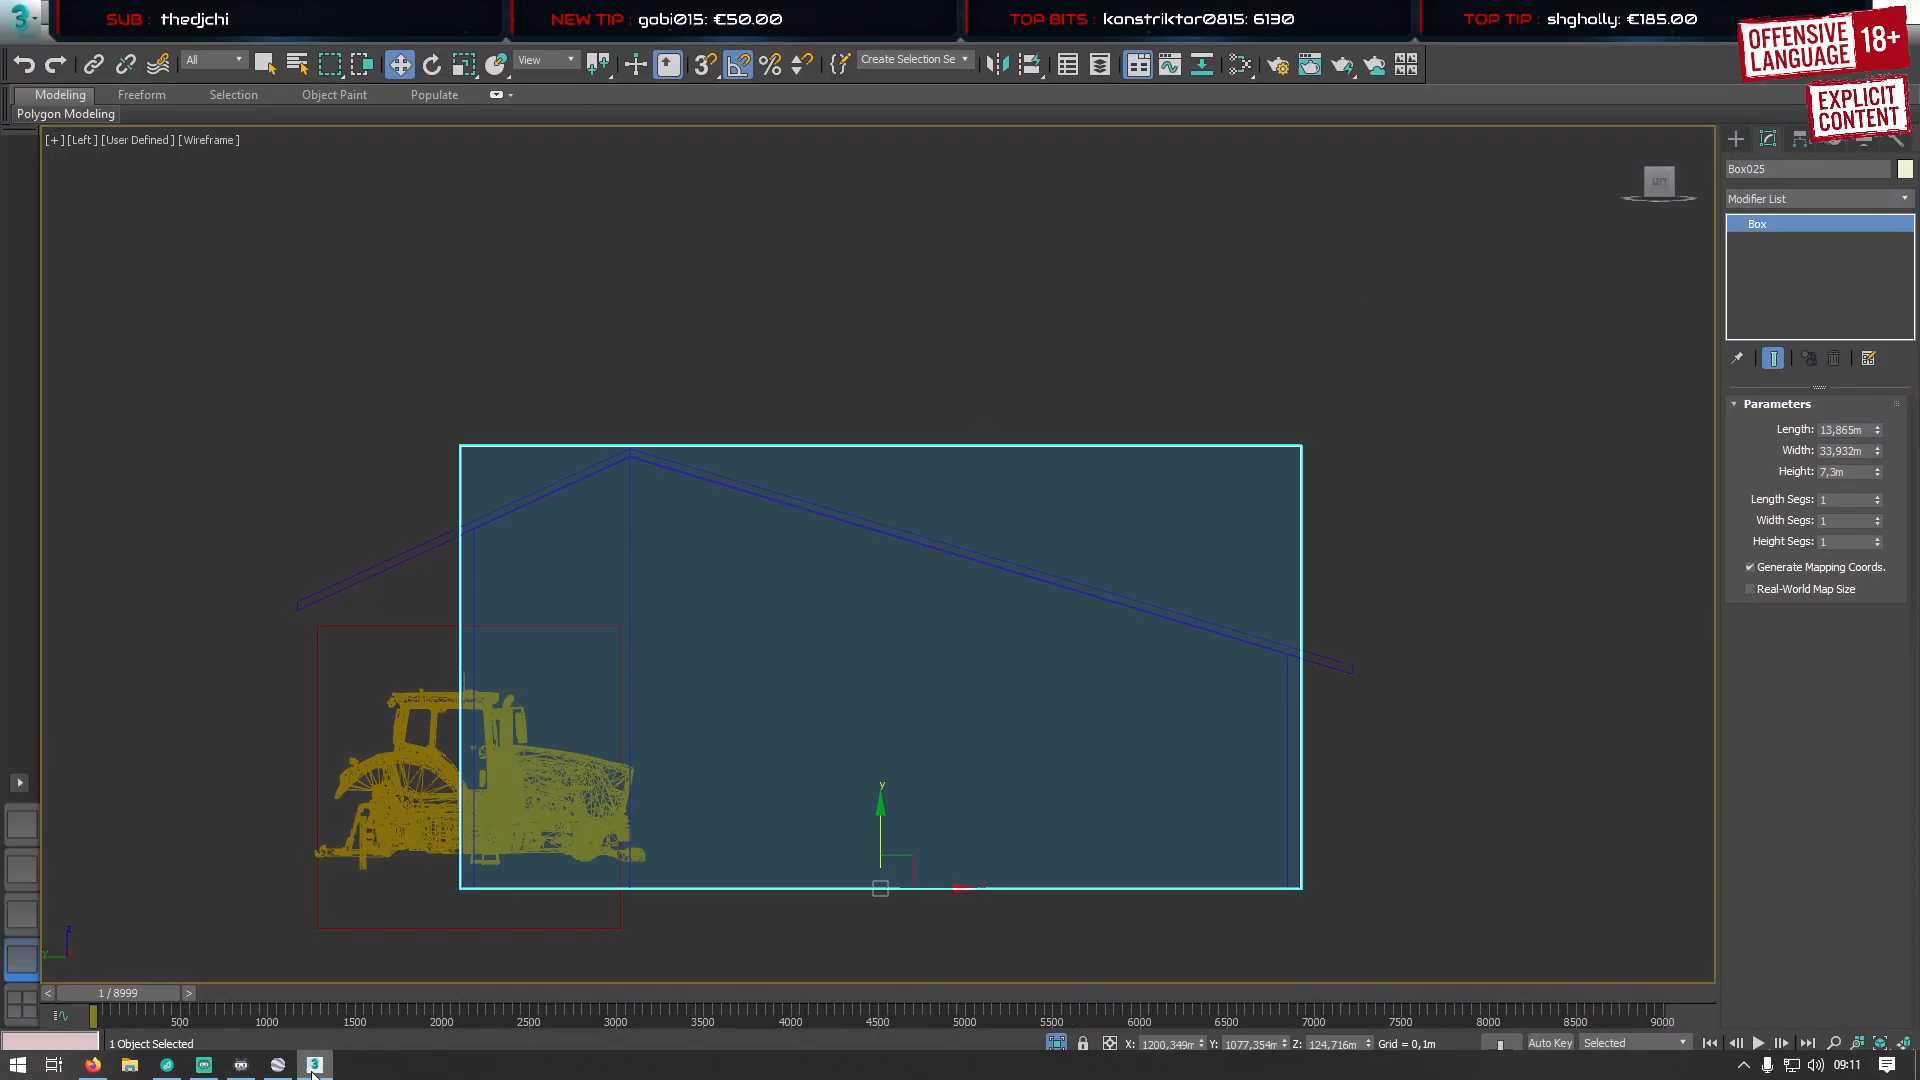 SUB : thedjchi
NEW TIP : gabi015: €50.00
TOP BITS : konstriktor0815: 6130
TOP TIP : shgholly: €185.00
OFFENSIVE LANGUAGE 18+
EXPLICIT CONTENT
All
View
Create Selection Se
Modeling
Freeform
Selection
Object Paint
Populate
Polygon Modeling
[+] [Left] [User Defined] [Wireframe]
Box025
Modifier List
Box
Parameters
Length: 13,865m
Width: 33,932m
Height: 7,3m
Length Segs: 1
Width Segs: 1
Height Segs: 1
Generate Mapping Coords.
Real-World Map Size
y
z
y
< 1 / 8999 >
500 1000 1500 2000 2500 3000 3500 4000 4500 5000 5500 6000 6500 7000 7500 8000 8500 9000
1 Object Selected
X: 1200,349m Y: 1077,354m Z: 124,716m Grid = 0,1m
Auto Key
Selected
09:11